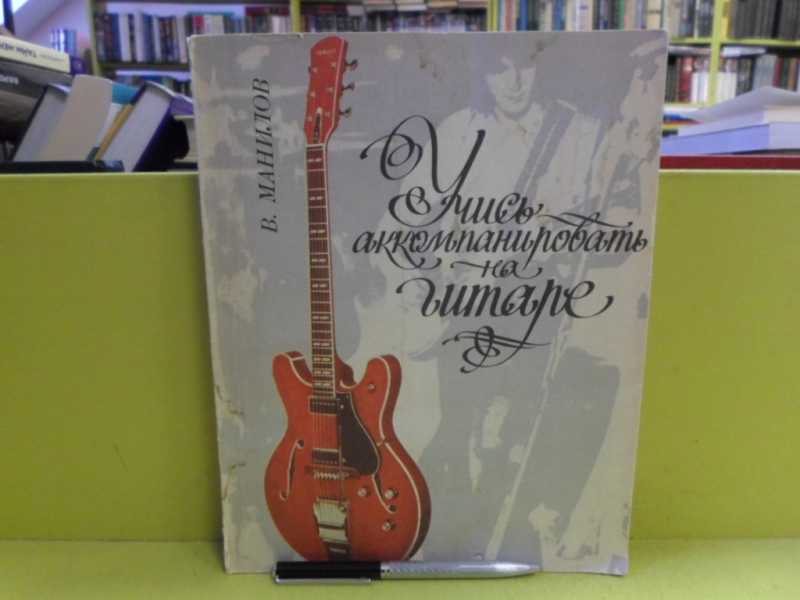 В. МАНИЛОВ
Учись
аккомпанировать
на
гитаре